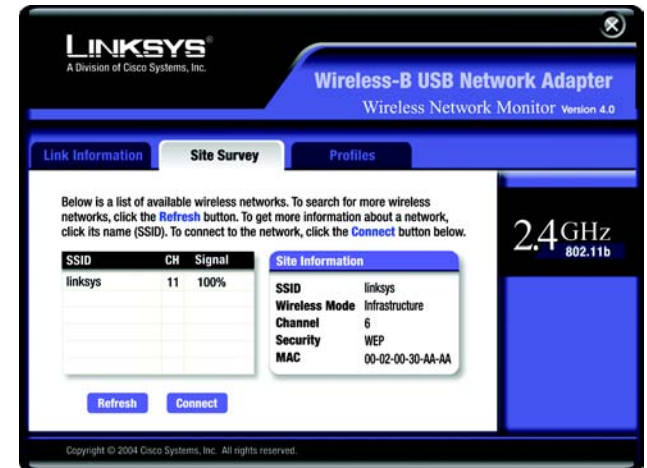 LINKSYS®
A Division of Cisco Systems, Inc.
Wireless-B USB Network Adapter
Wireless Network Monitor Version 4.0
Link Information
Site Survey
Profiles
Below is a list of available wireless networks. To search for more wireless
networks, click the Refresh button. To get more information about a network,
click its name (SSID). To connect to the network, click the Connect button below.
2.4GHz
802.11b
SSID CH Signal
linksys 11 100%
Site Information
SSID linksys
Wireless Mode Infrastructure
Channel 6
Security WEP
MAC 00-02-00-30-AA-AA
Refresh
Connect
Copyright © 2004 Cisco Systems, Inc. All rights reserved.